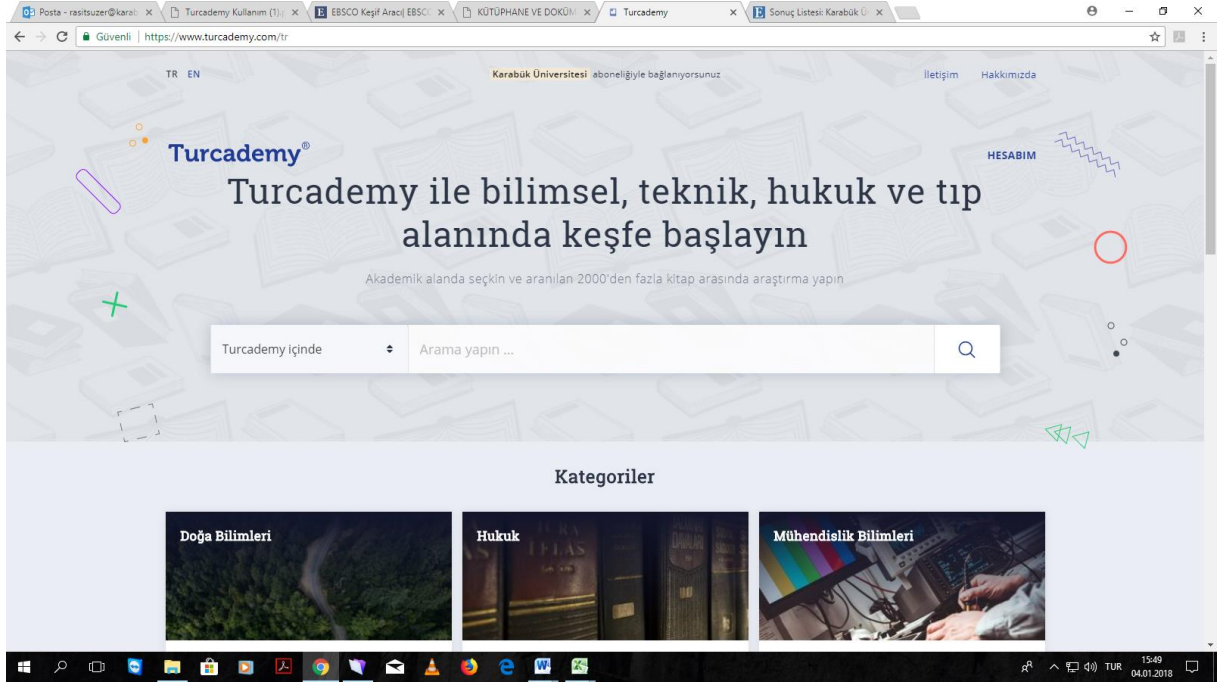 Posta - rasitsuzer@karab
Turcademy Kullanım (1).p
EBSCO Keşif Aracı| EBSCO
KÜTÜPHANE VE DOKÜM
Turcademy
Sonuç Listesi: Karabük Ü
Güvenli | https://www.turcademy.com/tr
TR EN
Karabük Üniversitesi aboneliğiyle bağlanıyorsunuz
İletişim Hakkımızda
Turcademy®
HESABIM
Turcademy ile bilimsel, teknik, hukuk ve tıp
alanında keşfe başlayın
Akademik alanda seçkin ve aranılan 2000'den fazla kitap arasında araştırma yapın
Turcademy içinde
Arama yapın ...
Kategoriler
Doğa Bilimleri
Hukuk
Mühendislik Bilimleri
TUR
15:49
04.01.2018